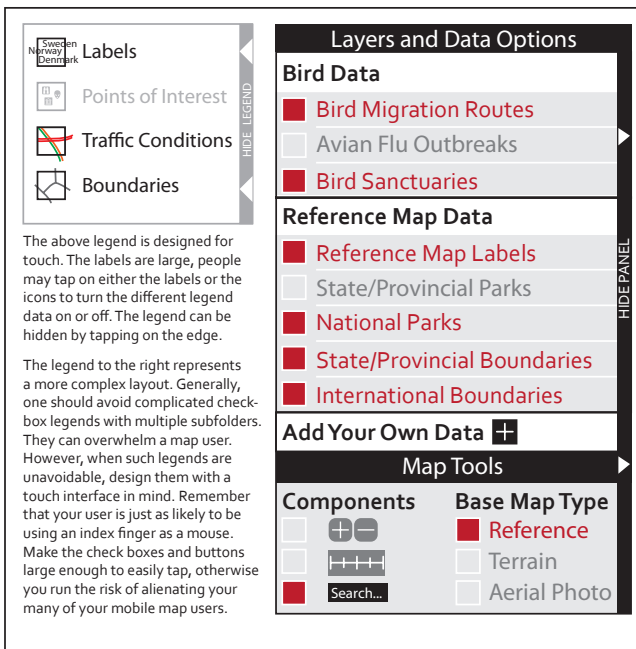 Sweden
Norway
Denmark
Labels
Points of Interest
Traffic Conditions
Boundaries
HIDE LEGEND
The above legend is designed for
touch. The labels are large, people
may tap on either the labels or the
icons to turn the different legend
data on or off. The legend can be
hidden by tapping on the edge.
The legend to the right represents
a more complex layout. Generally,
one should avoid complicated check-
box legends with multiple subfolders.
They can overwhelm a map user.
However, when such legends are
unavoidable, design them with a
touch interface in mind. Remember
that your user is just as likely to be
using an index finger as a mouse.
Make the check boxes and buttons
large enough to easily tap, otherwise
you run the risk of alienating your
many of your mobile map users.
Layers and Data Options
Bird Data
Bird Migration Routes
Avian Flu Outbreaks
Bird Sanctuaries
Reference Map Data
Reference Map Labels
State/Provincial Parks
National Parks
State/Provincial Boundaries
International Boundaries
Add Your Own Data +
HIDE PANEL
Map Tools
Components
Search...
Base Map Type
Reference
Terrain
Aerial Photo